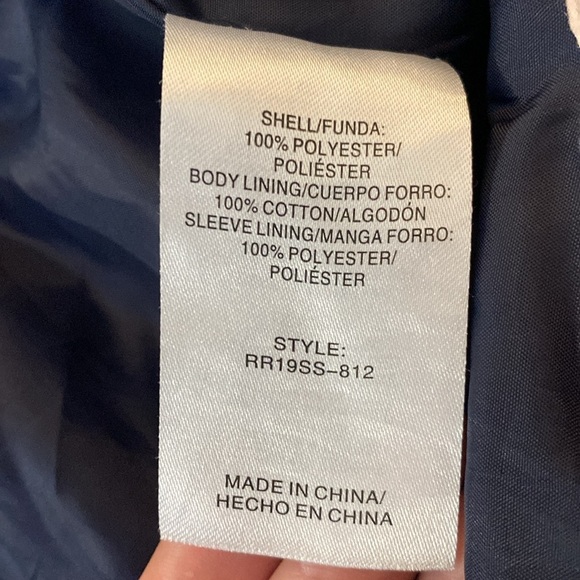 SHELL/FUNDA:
100% POLYESTER/
POLIÉSTER
BODY LINING/CUERPO FORRO:
100% COTTON/ALGODÓN
SLEEVE LINING/MANGA FORRO:
100% POLYESTER/
POLIÉSTER
STYLE:
RR19SS-812
MADE IN CHINA/
HECHO EN CHINA